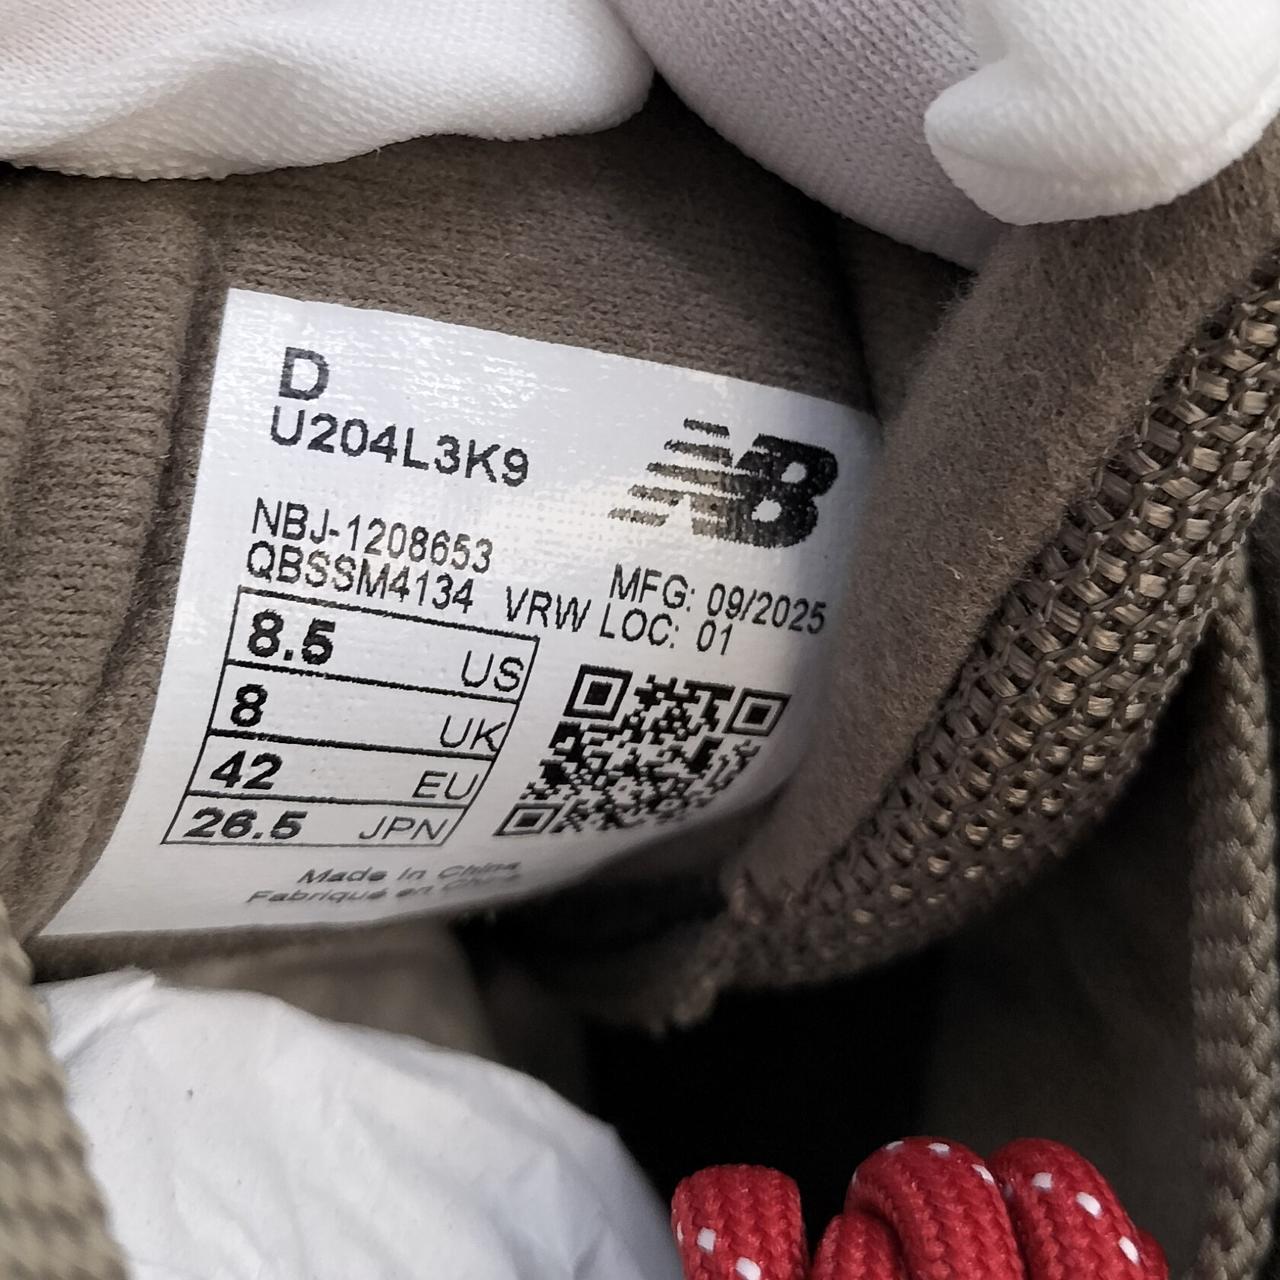 D
U204L3K9
NB
NBJ-1208653
QBSSM4134 VRW
MFG: 09/2025
LOC: 01
8.5 US
8 UK
42 EU
26.5 JPN
Made in China
Fabriqué en Chine